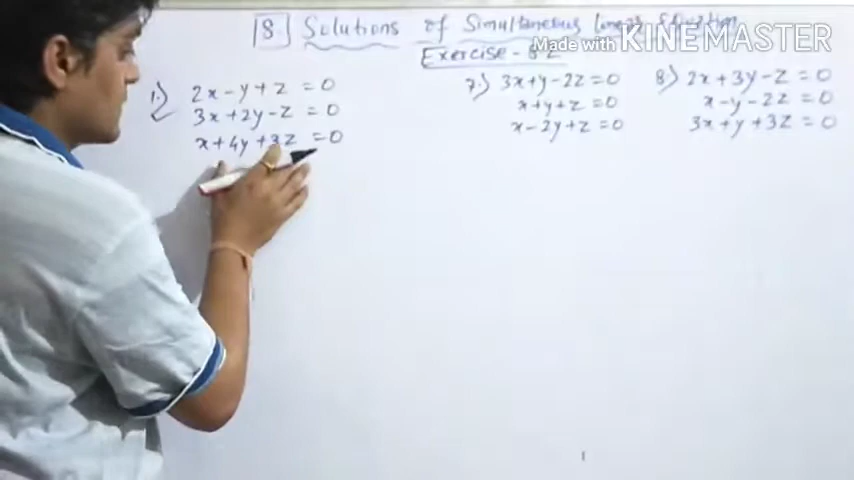 |8| Solutions of Simultaneous Linear Equation
Exercise - 8.2
Made with KINEMASTER
1.) 2x - y + z = 0
3x + 2y - z = 0
x + 4y + 3z = 0
7.) 3x + y - 2z = 0
x + y + z = 0
x - 2y + z = 0
8.) 2x + 3y - z = 0
x - y - 2z = 0
3x + y + 3z = 0